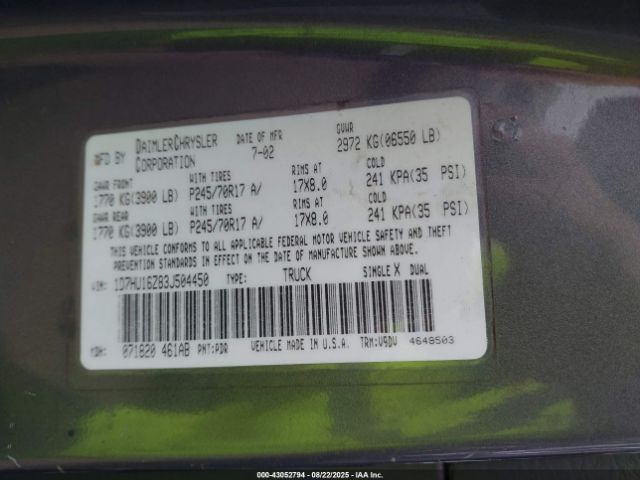 MFD BY DAIMLERCHRYSLER CORPORATION DATE OF MFR 7-02 GVWR 2972 KG(06550 LB)
GAWR FRONT WITH TIRES RIMS AT COLD
1770 KG(3900 LB) P245/70R17 A/ 17X8.0 241 KPA(35 PSI)
GAWR REAR WITH TIRES RIMS AT COLD
1770 KG(3900 LB) P245/70R17 A/ 17X8.0 241 KPA(35 PSI)
THIS VEHICLE CONFORMS TO ALL APPLICABLE FEDERAL MOTOR VEHICLE SAFETY AND THEFT
PREVENTION STANDARDS IN EFFECT ON THE DATE OF MANUFACTURE SHOWN ABOVE.
VIN: 1D7HU16Z83J504450 TYPE: TRUCK SINGLE X DUAL
MDH: 071820 461AB PNT:PDR VEHICLE MADE IN U.S.A. TRM:V9DV 4648503
000-43052794 - 08/22/2025 - IAA Inc.